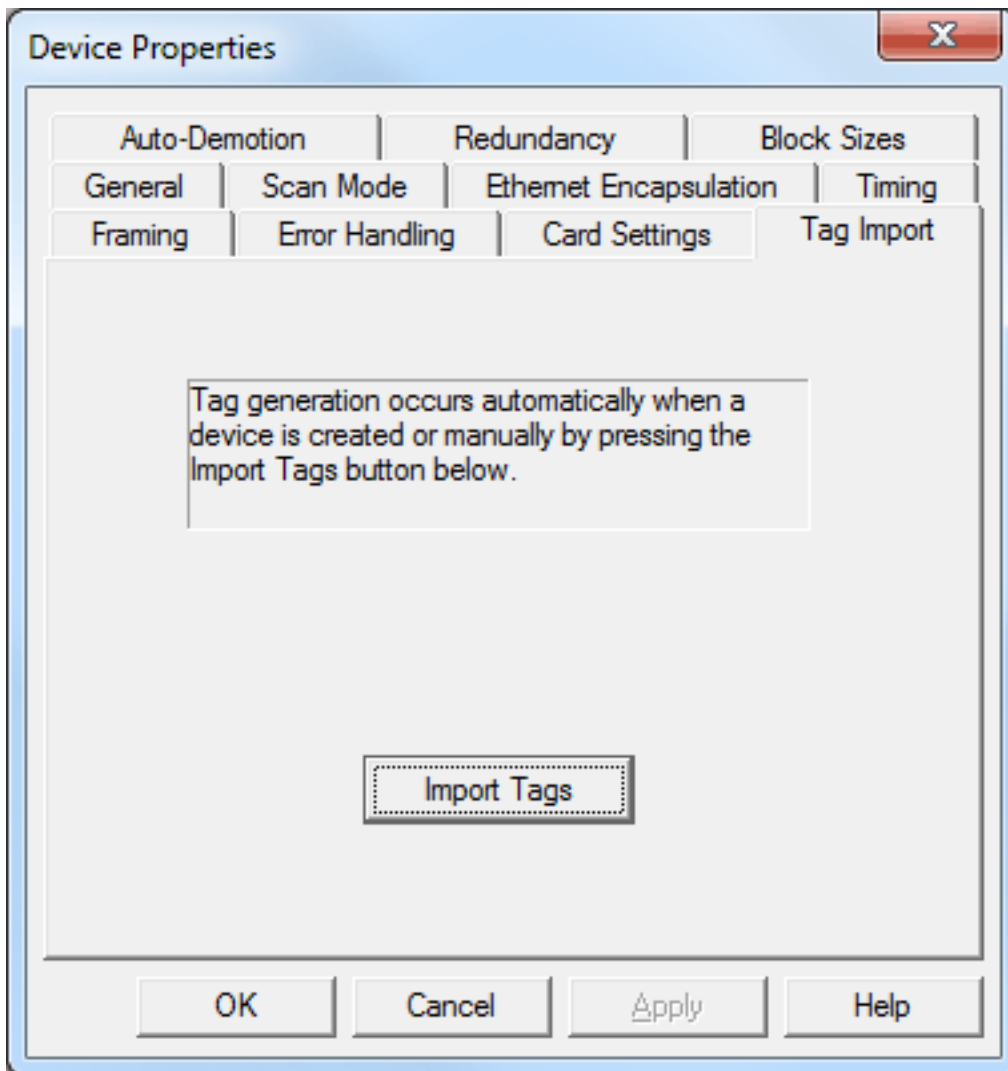 Device Properties
Auto-Demotion Redundancy Block Sizes
General Scan Mode Ethernet Encapsulation Timing
Framing Error Handling Card Settings Tag Import
Tag generation occurs automatically when a
device is created or manually by pressing the
Import Tags button below.
Import Tags
OK Cancel Apply Help